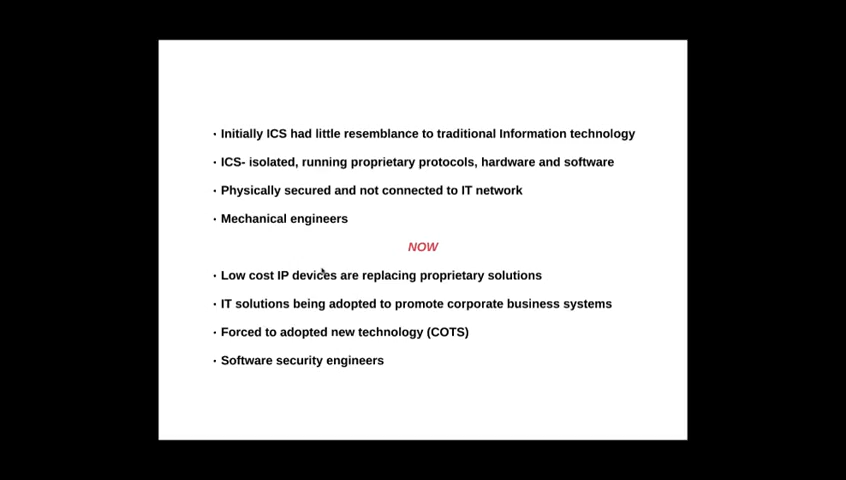 · Initially ICS had little resemblance to traditional Information technology
· ICS- isolated, running proprietary protocols, hardware and software
· Physically secured and not connected to IT network
· Mechanical engineers
NOW
· Low cost IP devices are replacing proprietary solutions
· IT solutions being adopted to promote corporate business systems
· Forced to adopted new technology (COTS)
· Software security engineers